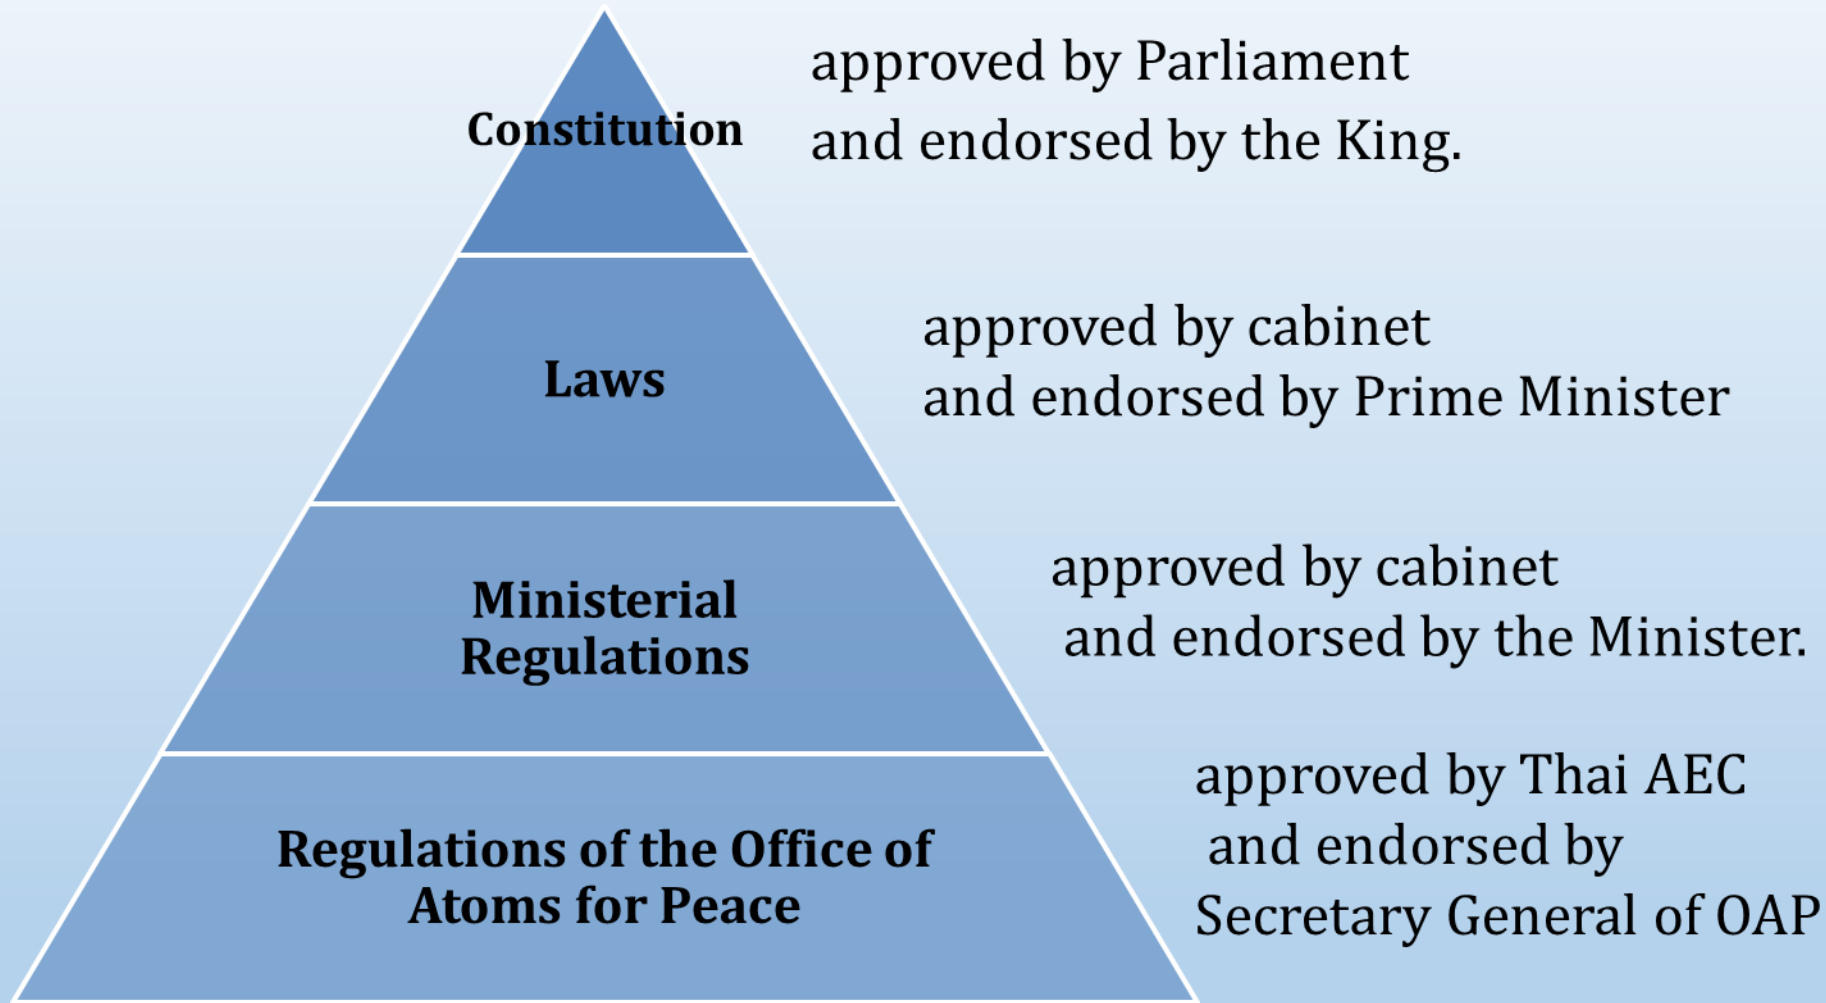 Constitution
approved by Parliament
and endorsed by the King.
Laws
approved by cabinet
and endorsed by Prime Minister
Ministerial
Regulations
approved by cabinet
and endorsed by the Minister.
Regulations of the Office of
Atoms for Peace
approved by Thai AEC
and endorsed by
Secretary General of OAP